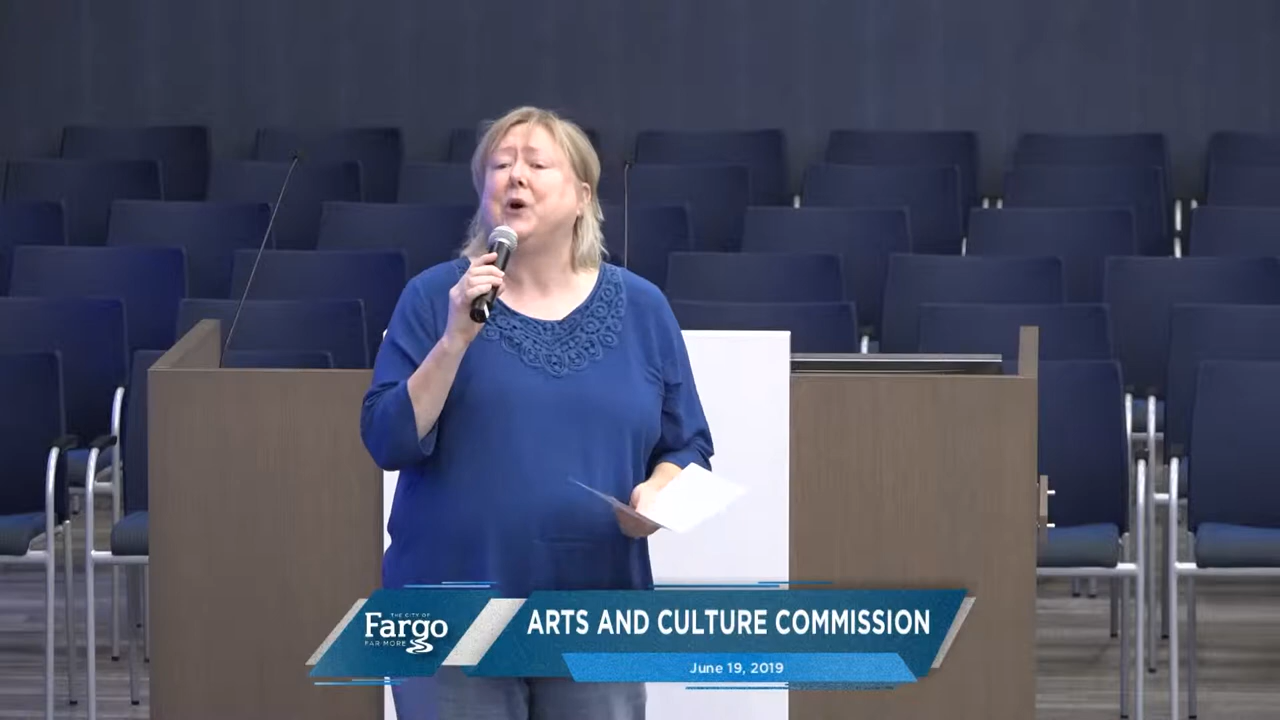 THE CITY OF
Fargo
FAR MORE
ARTS AND CULTURE COMMISSION
June 19, 2019